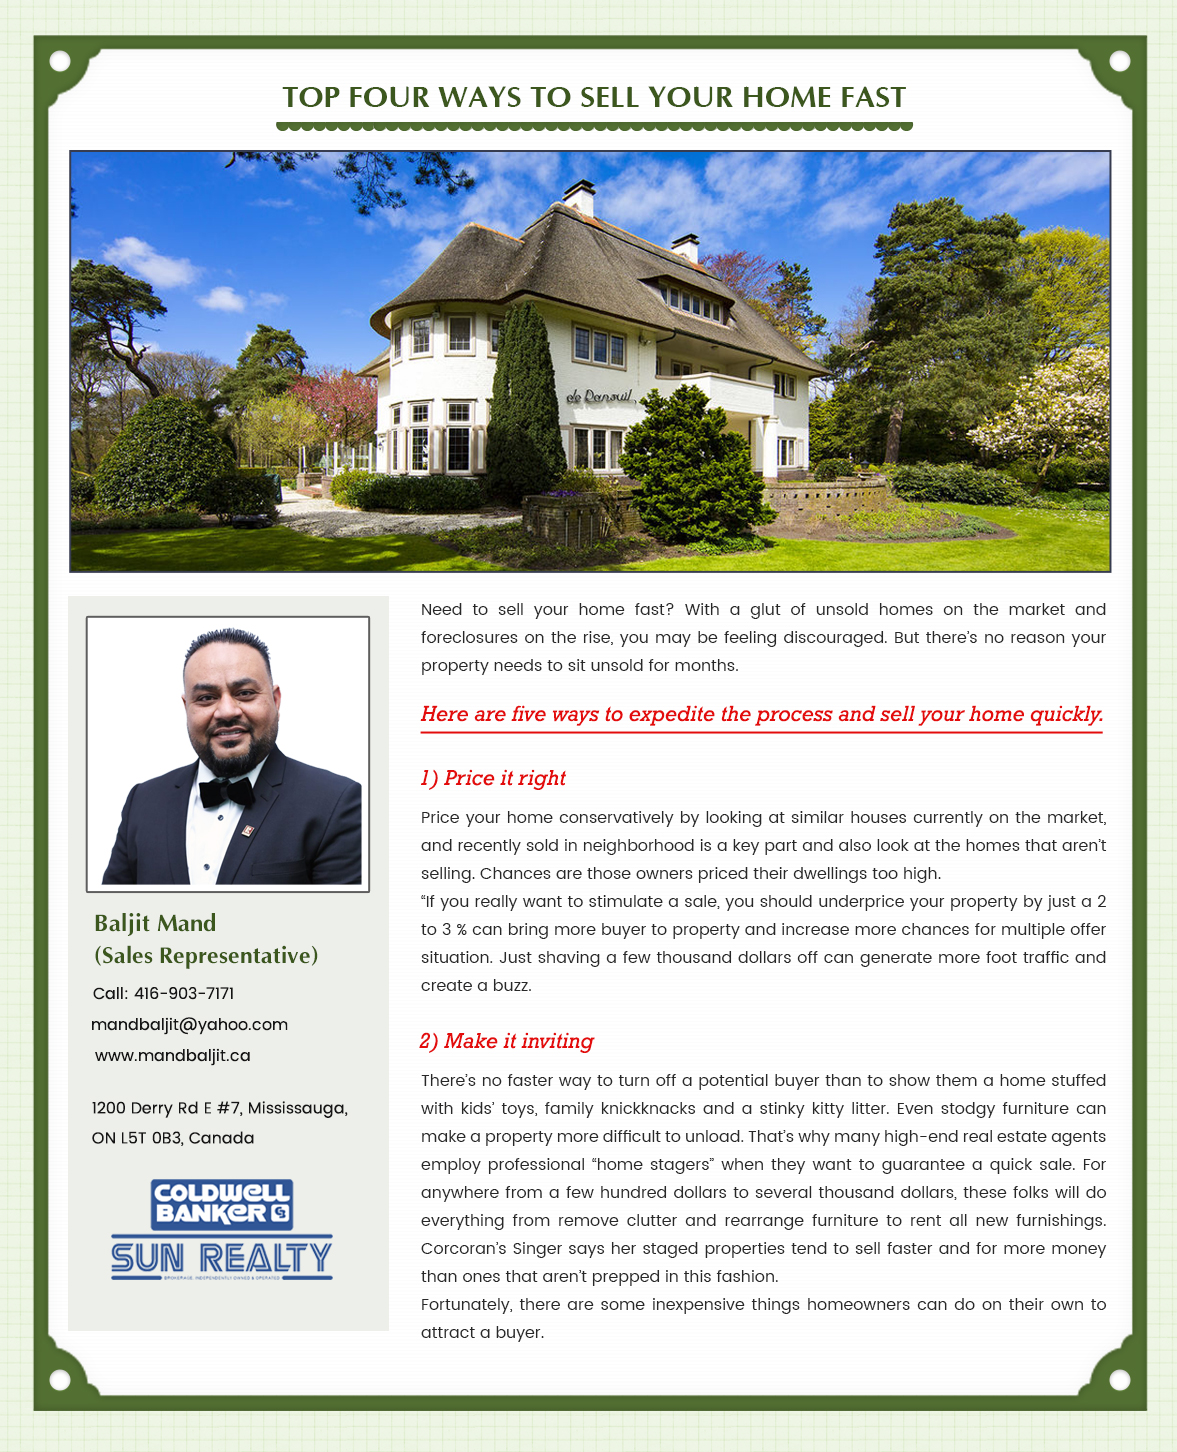 TOP FOUR WAYS TO SELL YOUR HOME FAST
Need to sell your home fast? With a glut of unsold homes on the market and
foreclosures on the rise, you may be feeling discouraged. But there's no reason your
property needs to sit unsold for months.
Here are five ways to expedite the process and sell your home quickly.
1) Price it right
Price your home conservatively by looking at similar houses currently on the market,
and recently sold in neighborhood is a key part and also look at the homes that aren't
selling. Chances are those owners priced their dwellings too high.
“If you really want to stimulate a sale, you should underprice your property by just a 2
to 3 % can bring more buyer to property and increase more chances for multiple offer
situation. Just shaving a few thousand dollars off can generate more foot traffic and
create a buzz.
2) Make it inviting
There's no faster way to turn off a potential buyer than to show them a home stuffed
with kids' toys, family knickknacks and a stinky kitty litter. Even stodgy furniture can
make a property more difficult to unload. That's why many high-end real estate agents
employ professional “home stagers” when they want to guarantee a quick sale. For
anywhere from a few hundred dollars to several thousand dollars, these folks will do
everything from remove clutter and rearrange furniture to rent all new furnishings.
Corcoran's Singer says her staged properties tend to sell faster and for more money
than ones that aren't prepped in this fashion.
Fortunately, there are some inexpensive things homeowners can do on their own to
attract a buyer.
Baljit Mand
(Sales Representative)
Call: 416-903-7171
mandbaljit@yahoo.com
www.mandbaljit.ca
1200 Derry Rd E #7, Mississauga,
ON L5T 0B3, Canada
COLDWELL
BANKER
SUN REALTY
BROKERAGE, INDEPENDENTLY OWNED & OPERATED